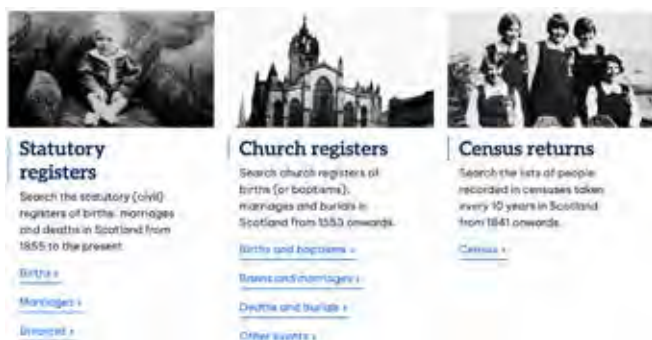 Statutory
registers
Search the statutory (civil)
registers of births, marriages
and deaths in Scotland from
1855 to the present
Births ›
Marriages ›
Divorces ›
Church registers
Search church registers of
births (or baptisms),
marriages and burials in
Scotland from 1553 onwards.
Births and baptisms ›
Banns and marriages ›
Deaths and burials ›
Other events ›
Census returns
Search the lists of people
recorded in censuses taken
every 10 years in Scotland
from 1841 onwards.
Census ›